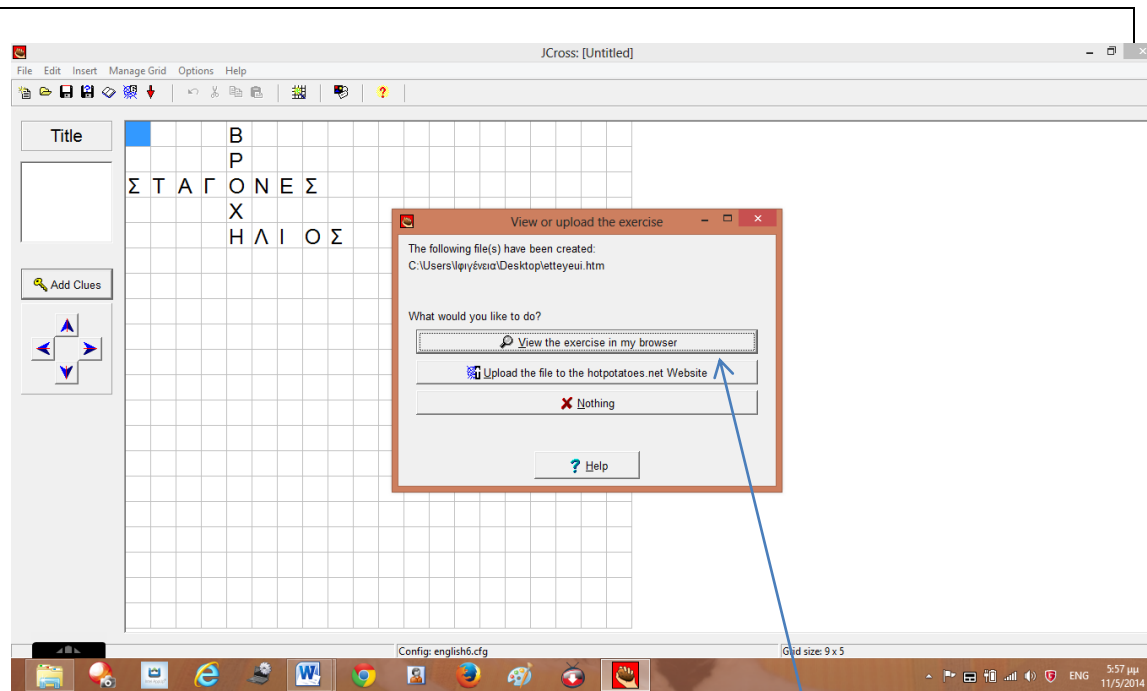 JCross: [Untitled]
File Edit Insert Manage Grid Options Help
Title
Β
Ρ
Σ Τ Α Γ Ο Ν Ε Σ
Χ
Η Λ Ι Ο Σ
Add Clues
View or upload the exercise
The following file(s) have been created:
C:\Users\Ιφιγένεια\Desktop\etteyeui.htm
What would you like to do?
View the exercise in my browser
Upload the file to the hotpotatoes.net Website
Nothing
Help
Config: english6.cfg
Grid size: 9 x 5
ENG
5:57 μμ
11/5/2014